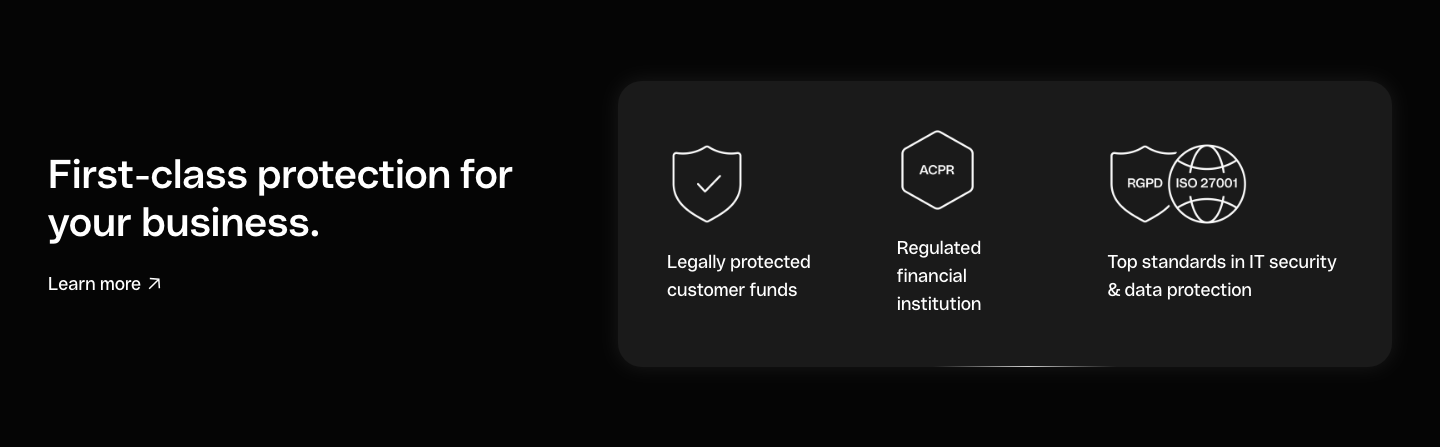 First-class protection for
your business.
Learn more
Legally protected
customer funds
ACPR
Regulated
financial
institution
RGPD
ISO 27001
Top standards in IT security
& data protection